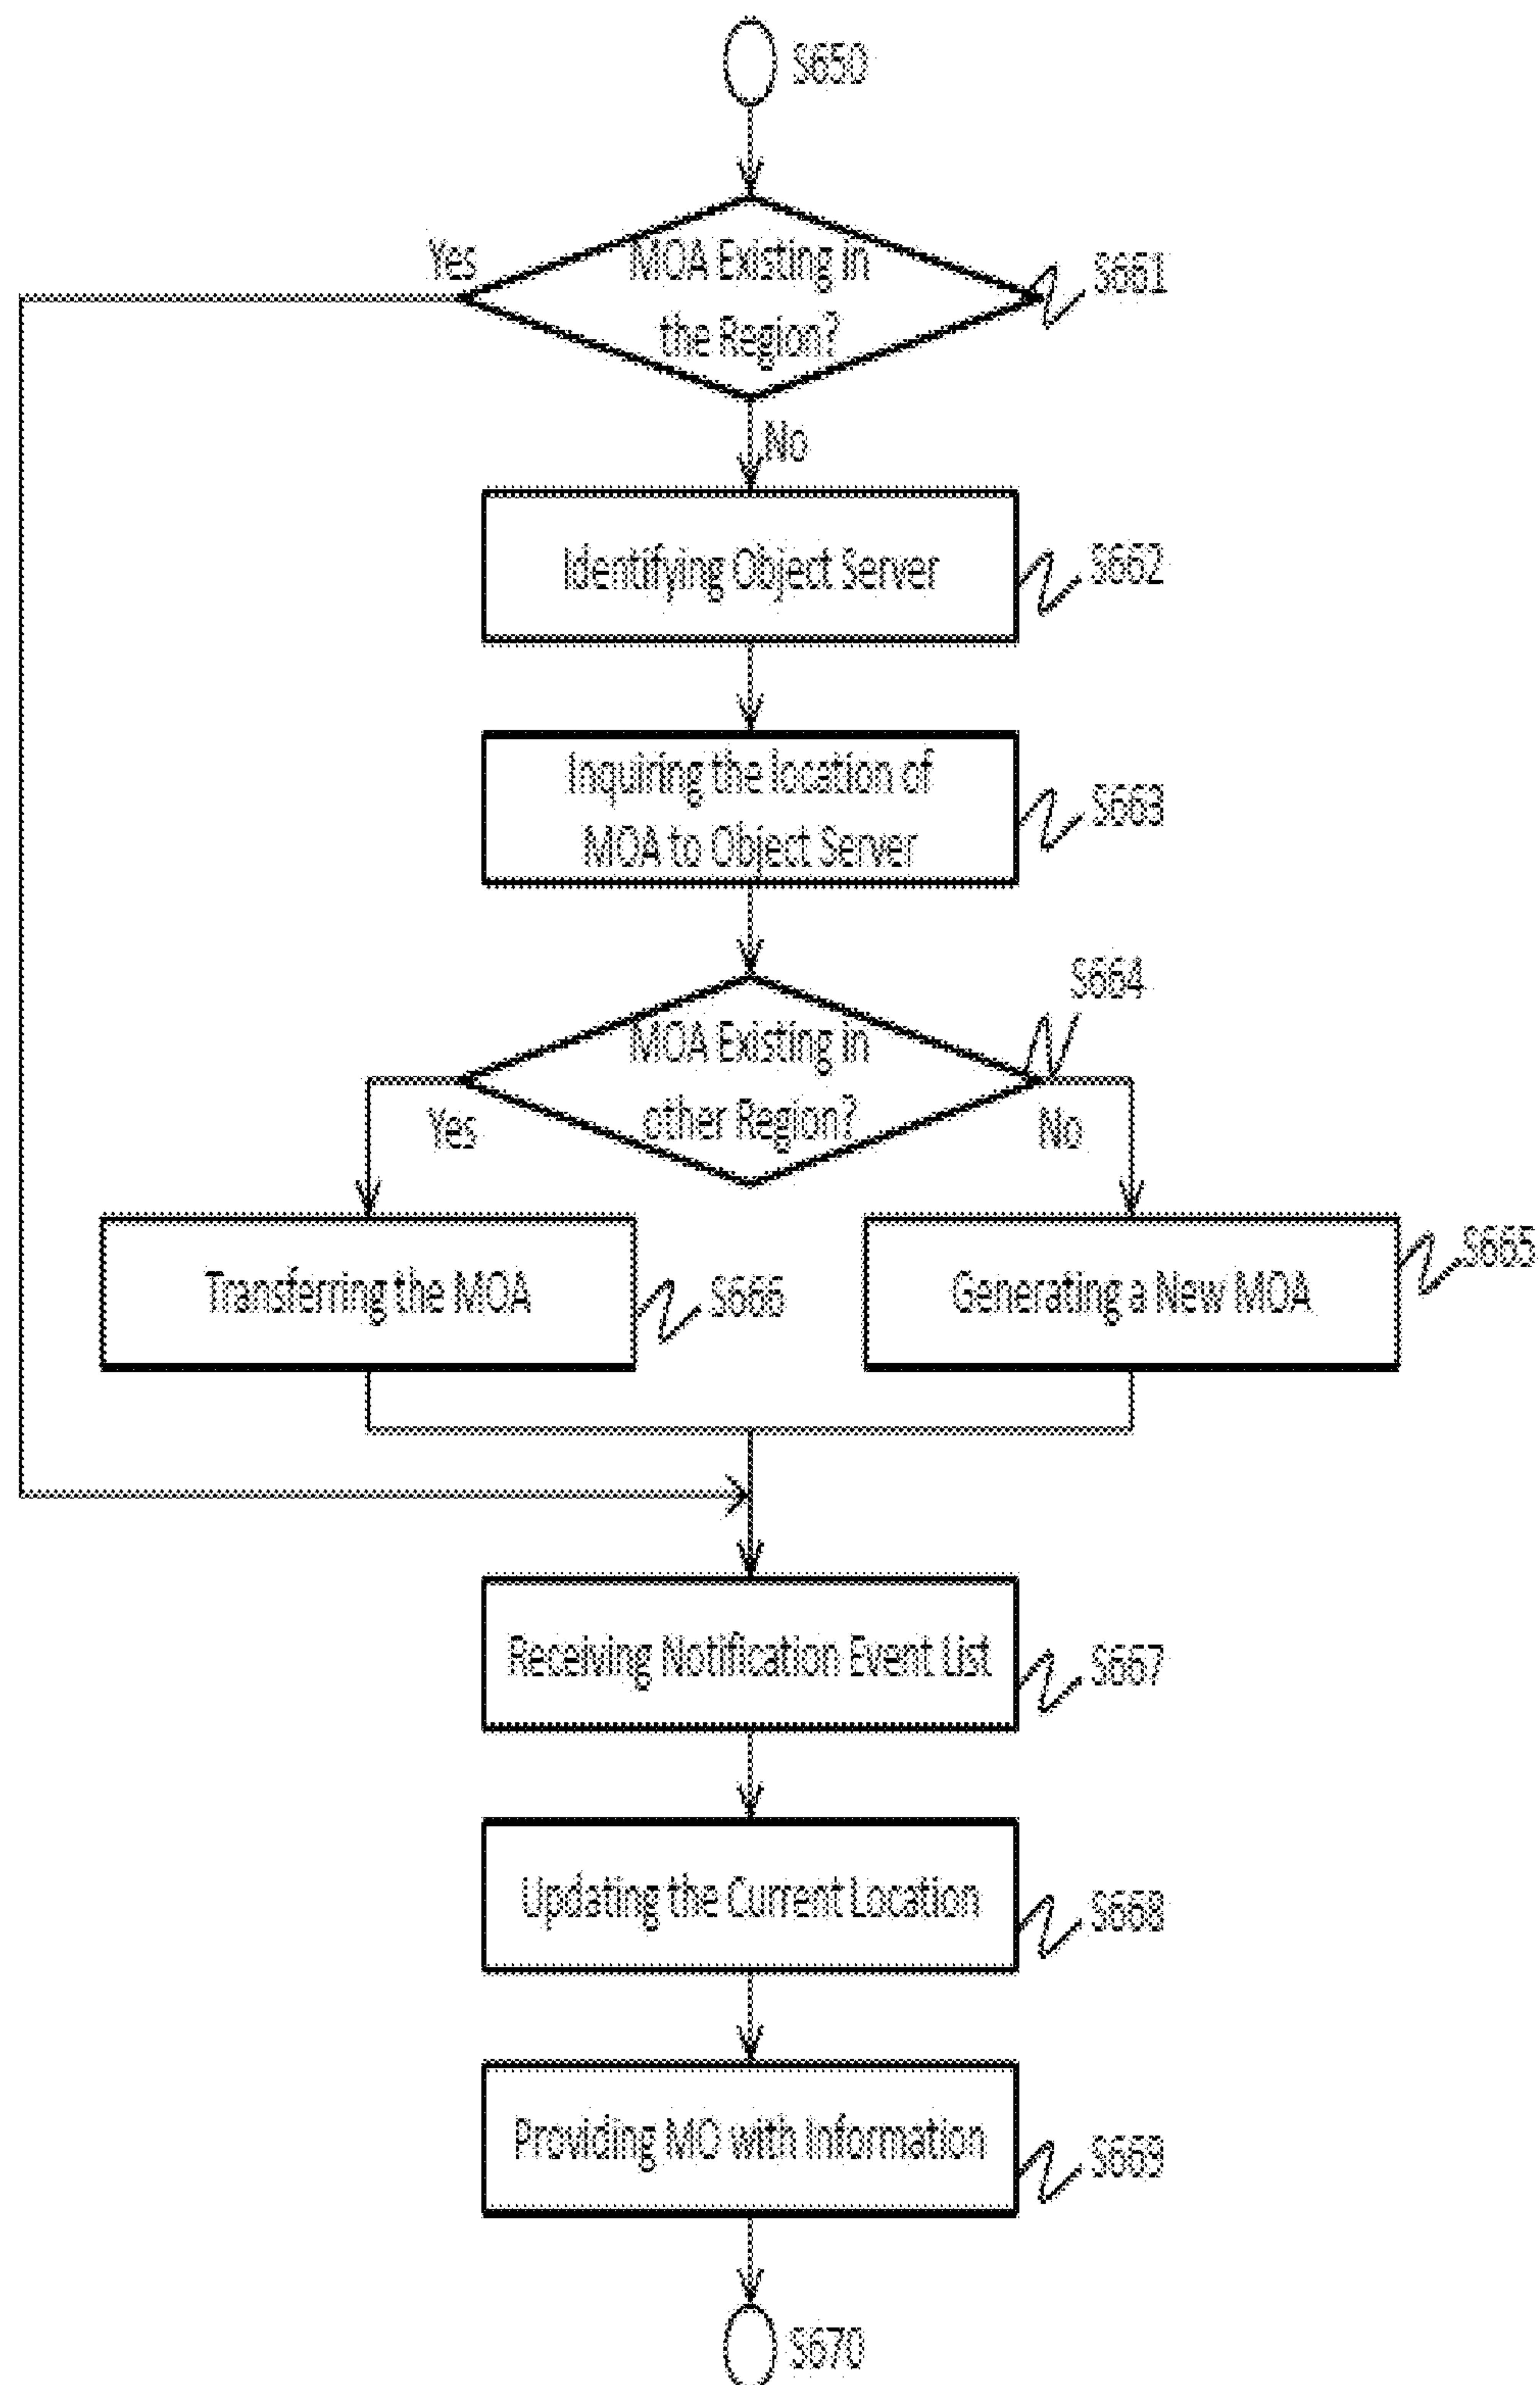 S650
Yes
MOA Existing in
the Region?
S661
No
Identifying Object Server
S662
Inquiring the location of
MOA to Object Server
S663
S664
MOA Existing in
other Region?
Yes
No
Transferring the MOA
S666
Generating a New MOA
S665
Receiving Notification Event List
S667
Updating the Current Location
S668
Providing MO with Information
S669
S670